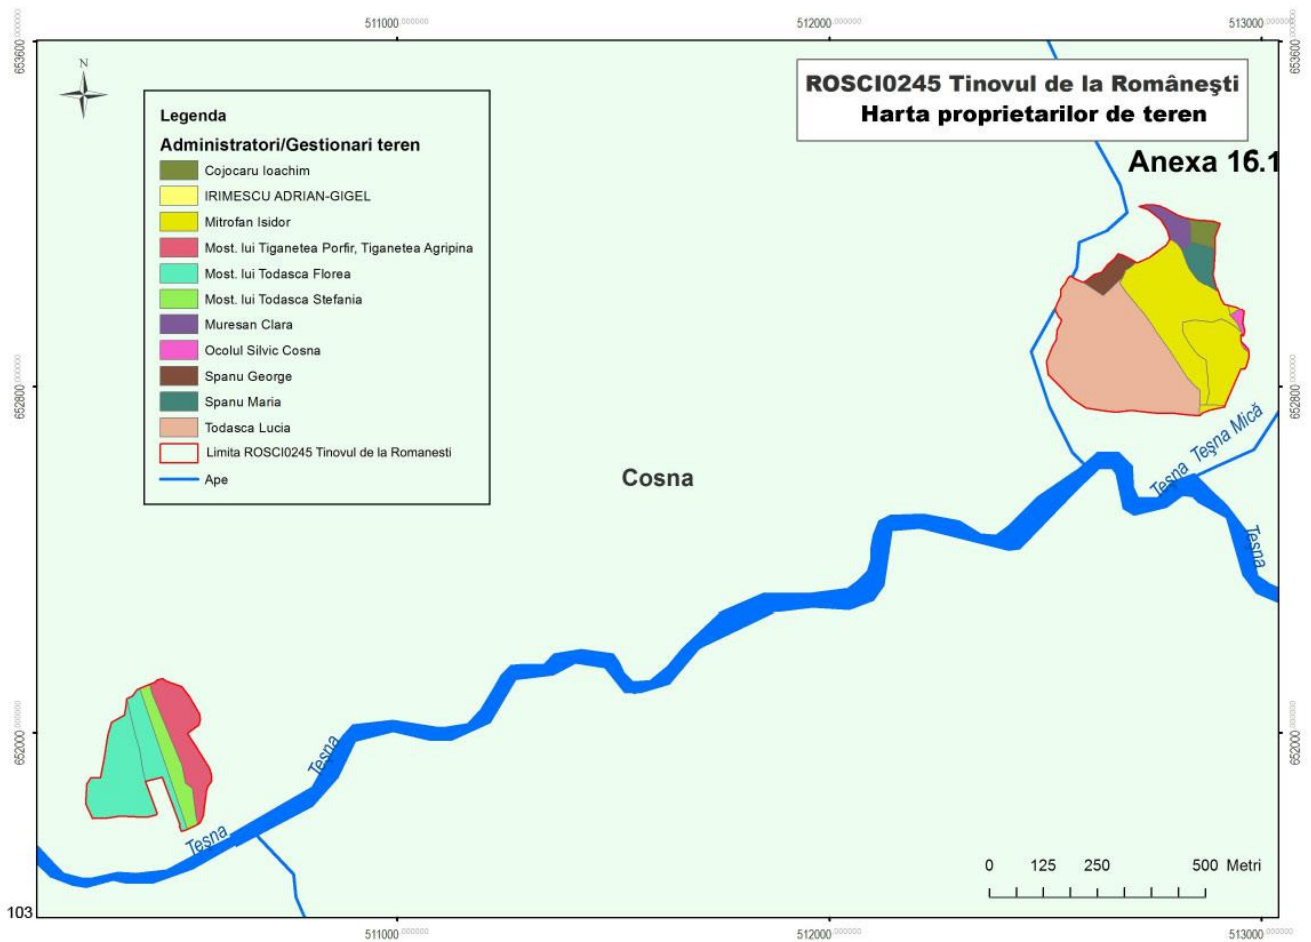 511000,000000
512000,000000
513000,000000
653600,000000
653600,000000
N
ROSCI0245 Tinovul de la Româneşti
Harta proprietarilor de teren
Anexa 16.1
Legenda
Administratori/Gestionari teren
Cojocaru Ioachim
IRIMESCU ADRIAN-GIGEL
Mitrofan Isidor
Most. lui Tiganetea Porfir, Tiganetea Agripina
Most. lui Todasca Florea
Most. lui Todasca Stefania
Muresan Clara
Ocolul Silvic Cosna
Spanu George
Spanu Maria
Todasca Lucia
Limita ROSCI0245 Tinovul de la Romanesti
Ape
652800,000000
652800,000000
Teşna Mică
Teşna
Cosna
Teşna
652000,000000
652000,000000
Teşna
Teşna
0 125 250 500 Metri
103
511000,000000
512000,000000
513000,000000